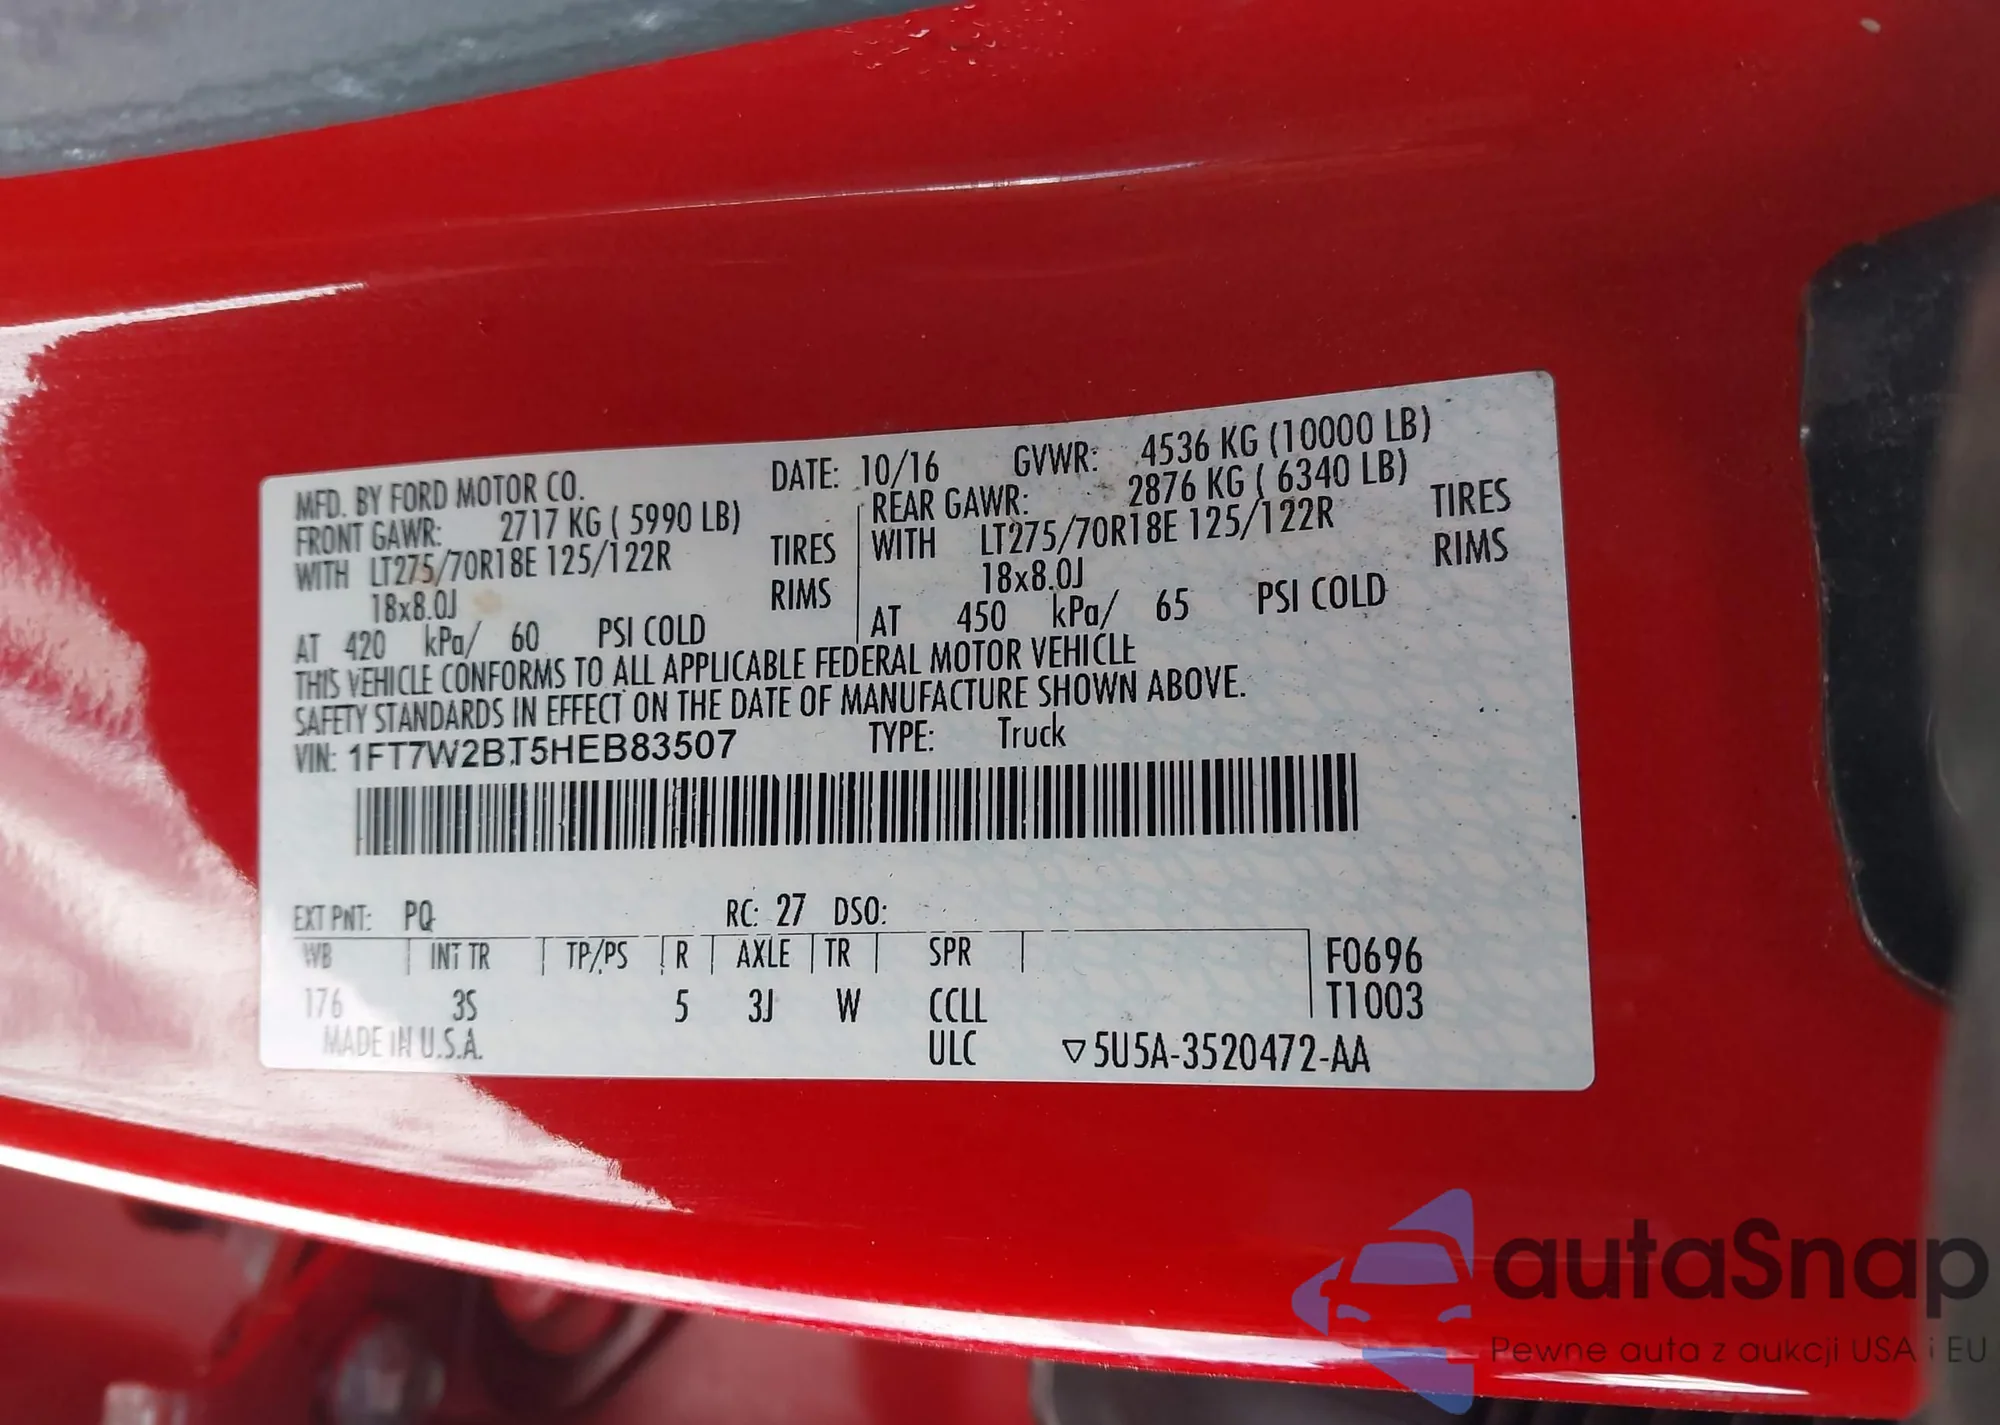 MFD. BY FORD MOTOR CO. DATE: 10/16 GVWR: 4536 KG (10000 LB)
FRONT GAWR: 2717 KG ( 5990 LB) REAR GAWR: 2876 KG ( 6340 LB)
WITH LT275/70R18E 125/122R TIRES WITH LT275/70R18E 125/122R TIRES
18x8.0J RIMS 18x8.0J RIMS
AT 420 kPa/ 60 PSI COLD AT 450 kPa/ 65 PSI COLD
THIS VEHICLE CONFORMS TO ALL APPLICABLE FEDERAL MOTOR VEHICLE
SAFETY STANDARDS IN EFFECT ON THE DATE OF MANUFACTURE SHOWN ABOVE.
VIN: 1FT7W2BT5HEB83507 TYPE: Truck
EXT PNT: PQ RC: 27 DSO:
WB INT TR TP/PS R AXLE TR SPR F0696
176 3S 5 3J W CCLL T1003
MADE IN U.S.A. ULC ▽5U5A-3520472-AA
autaSnap
Pewne auta z aukcji USA i EU